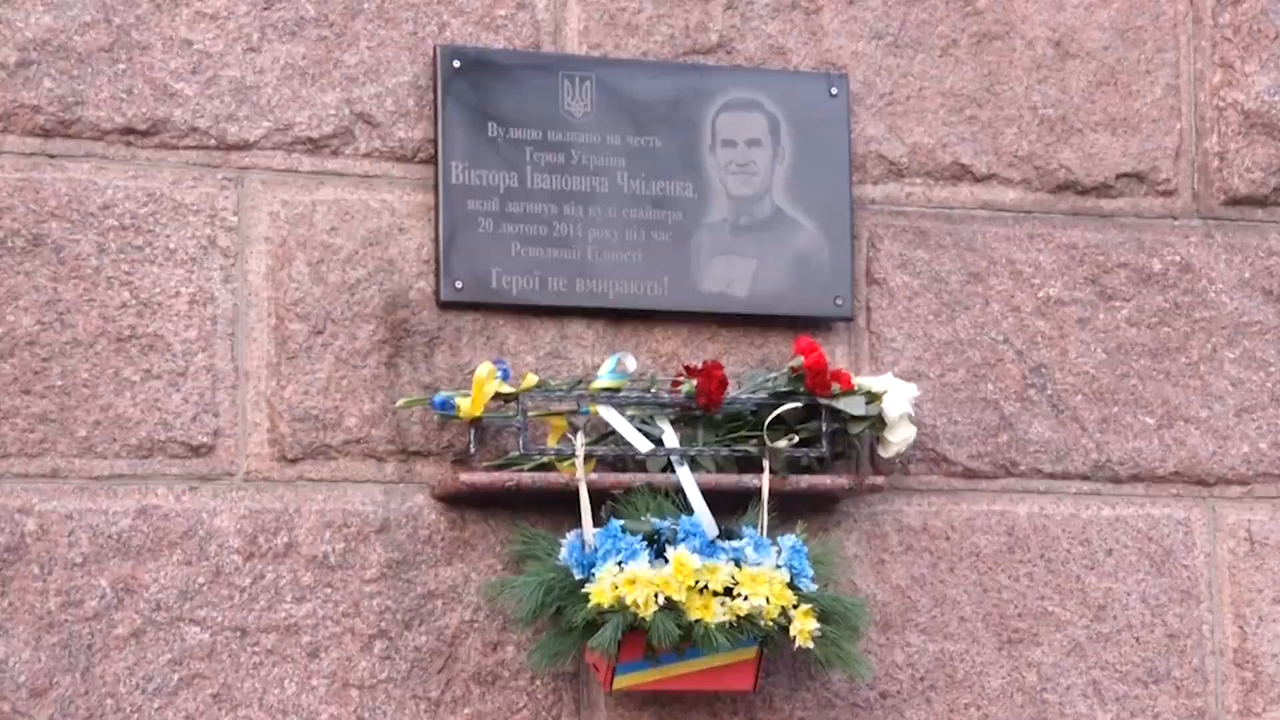 Вулицю названо на честь
Героя України
Віктора Івановича Чміленка,
який загинув від кулі снайпера
20 лютого 2014 року під час
Революції Гідності
Герої не вмирають!